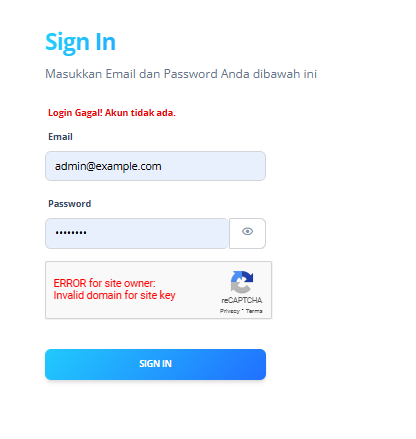 Sign In
Masukkan Email dan Password Anda dibawah ini
Login Gagal! Akun tidak ada.
Email
admin@example.com
Password
••••••••
ERROR for site owner:
Invalid domain for site key
reCAPTCHA
Privacy - Terms
SIGN IN